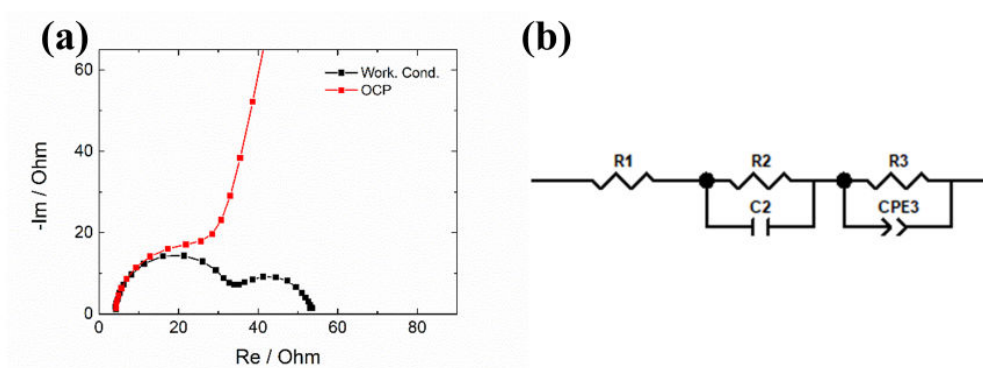 (a)
60
40
20
0
-Im / Ohm
Work. Cond.
OCP
0 20 40 60 80
Re / Ohm
(b)
R1
R2
C2
R3
CPE3